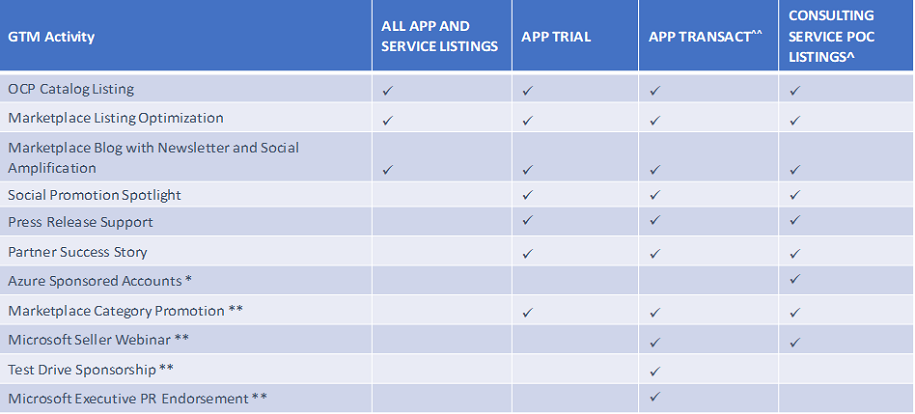 GTM Activity ALL APP AND SERVICE LISTINGS APP TRIAL APP TRANSACT^^ CONSULTING SERVICE POC LISTINGS^
OCP Catalog Listing ✓ ✓ ✓ ✓
Marketplace Listing Optimization ✓ ✓ ✓ ✓
Marketplace Blog with Newsletter and Social
Amplification ✓ ✓ ✓ ✓
Social Promotion Spotlight ✓ ✓ ✓
Press Release Support ✓ ✓ ✓
Partner Success Story ✓ ✓ ✓
Azure Sponsored Accounts * ✓
Marketplace Category Promotion ** ✓ ✓ ✓
Microsoft Seller Webinar ** ✓ ✓
Test Drive Sponsorship ** ✓
Microsoft Executive PR Endorsement ** ✓